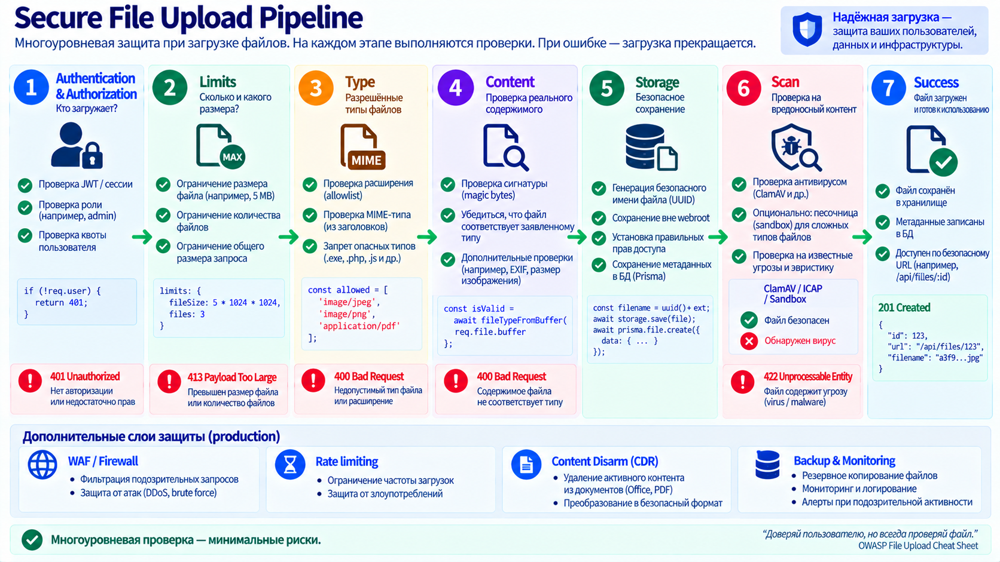 Secure File Upload Pipeline
Многоуровневая защита при загрузке файлов. На каждом этапе выполняются проверки. При ошибке — загрузка прекращается.
Надёжная загрузка —
защита ваших пользователей,
данных и инфраструктуры.
1
Authentication
& Authorization
Кто загружает?
Проверка JWT / сессии
Проверка роли
(например, admin)
Проверка квоты
пользователя
if (!req.user) {
return 401;
}
401 Unauthorized
Нет авторизации
или недостаточно прав
2
Limits
Сколько и какого
размера?
MAX
Ограничение размера
файла (например, 5 MB)
Ограничение количества
файлов
Ограничение общего
размера запроса
limits: {
fileSize: 5 * 1024 * 1024,
files: 3
}
413 Payload Too Large
Превышен размер файла
или количество файлов
3
Type
Разрешённые
типы файлов
MIME
Проверка расширения
(allowlist)
Проверка MIME-типа
(из заголовков)
Запрет опасных типов
(.exe, .php, .js и др.)
const allowed = [
'image/jpeg',
'image/png',
'application/pdf'
];
400 Bad Request
Недопустимый тип файла
или расширение
4
Content
Проверка реального
содержимого
Проверка сигнатуры
(magic bytes)
Убедиться, что файл
соответствует заявленному
типу
Дополнительные проверки
(например, EXIF, размер
изображения)
const isValid =
await fileTypeFromBuffer(
req.file.buffer
};
400 Bad Request
Содержимое файла
не соответствует типу
5
Storage
Безопасное
сохранение
Генерация безопасного
имени файла (UUID)
Сохранение вне webroot
Установка правильных
прав доступа
Сохранение метаданных
в БД (Prisma)
const filename = uuid()+ ext;
await storage.save(file);
await prisma.file.create({
data: { ... }
});
6
Scan
Проверка на
вредоносный контент
Проверка антивирусом
(ClamAV и др.)
Опционально: песочница
(sandbox) для сложных
типов файлов
Проверка на известные
угрозы и эвристику
ClamAV / ICAP
/ Sandbox
Файл безопасен
Обнаружен вирус
422 Unprocessable Entity
Файл содержит угрозу
(virus / malware)
7
Success
Файл загружен
и готов к использованию
Файл сохранён
в хранилище
Метаданные записаны
в БД
Доступен по безопасному
URL (например,
/api/filles/:id)
201 Created
{
"id": 123,
"url": "/api/files/123",
"filename": "a3f9...jpg"
}
Дополнительные слои защиты (production)
WAF / Firewall
• Фильтрация подозрительных запросов
• Защита от атак (DDoS, brute force)
Rate limiting
• Ограничение частоты загрузок
• Защита от злоупотреблений
Content Disarm (CDR)
• Удаление активного контента
из документов (Office, PDF)
• Преобразование в безопасный формат
Backup & Monitoring
• Резервное копирование файлов
• Мониторинг и логирование
• Алерты при подозрительной активности
Многоуровневая проверка — минимальные риски.
“Доверяй пользователю, но всегда проверяй файл.”
OWASP File Upload Cheat Sheet